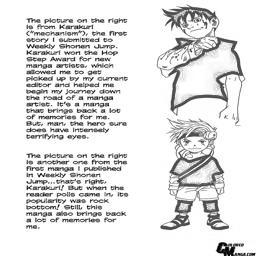 The picture on the right
is from Karakuri
("mechanism"), the first
story I submitted to
Weekly Shonen Jump.
Karakuri won the Hop
Step Award for new
manga artists, which
allowed me to get
picked up by my current
editor and helped me
begin my journey down
the road of a manga
artist. It's a manga
that brings back a lot
of memories for me.
But, man, the hero sure
does have intensely
terrifying eyes.
The picture on the right
is another one from the
first manga I published
in Weekly Shonen
Jump...that's right,
Karakuri! But when the
reader polls came in, its
popularity was rock
bottom! Still, this
manga also brings back
a lot of memories for
me.
Colored
Manga.com